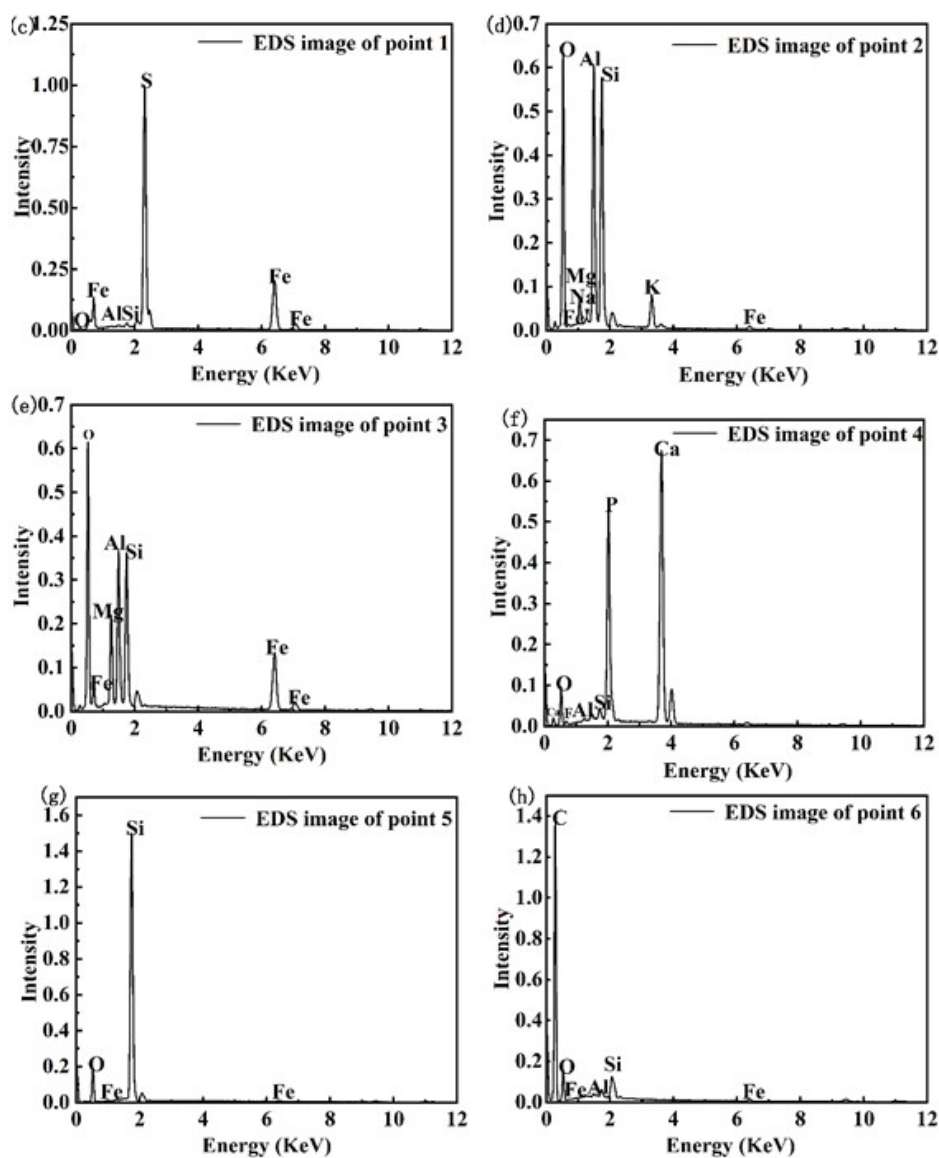 (c) 1.25
EDS image of point 1
S
1.00
0.75
Intensity
0.50
0.25
Fe
Fe
O
Al
Si
Fe
0.00
0 2 4 6 8 10 12
Energy (KeV)
(d) 0.7
EDS image of point 2
O
Al
Si
0.6
0.5
0.4
Intensity
0.3
0.2
0.1
Mg
Na
Fe
K
Fe
0.0
0 2 4 6 8 10 12
Energy (KeV)
(e) 0.7
EDS image of point 3
O
0.6
0.5
0.4
Al
Si
Intensity
0.3
Mg
0.2
Fe
0.1
Fe
Fe
0.0
0 2 4 6 8 10 12
Energy (KeV)
(f)
EDS image of point 4
0.7
Ca
0.6
P
0.5
0.4
Intensity
0.3
0.2
0.1
O
Al
Si
0.0
0 2 4 6 8 10 12
Energy (KeV)
(g)
EDS image of point 5
1.6
Si
1.4
1.2
1.0
Intensity
0.8
0.6
0.4
0.2
O
Fe
Fe
0.0
0 2 4 6 8 10 12
Energy (KeV)
(h)
EDS image of point 6
1.4
C
1.2
1.0
Intensity
0.8
0.6
0.4
0.2
O
Fe
Al
Si
Fe
0.0
0 2 4 6 8 10 12
Energy (KeV)